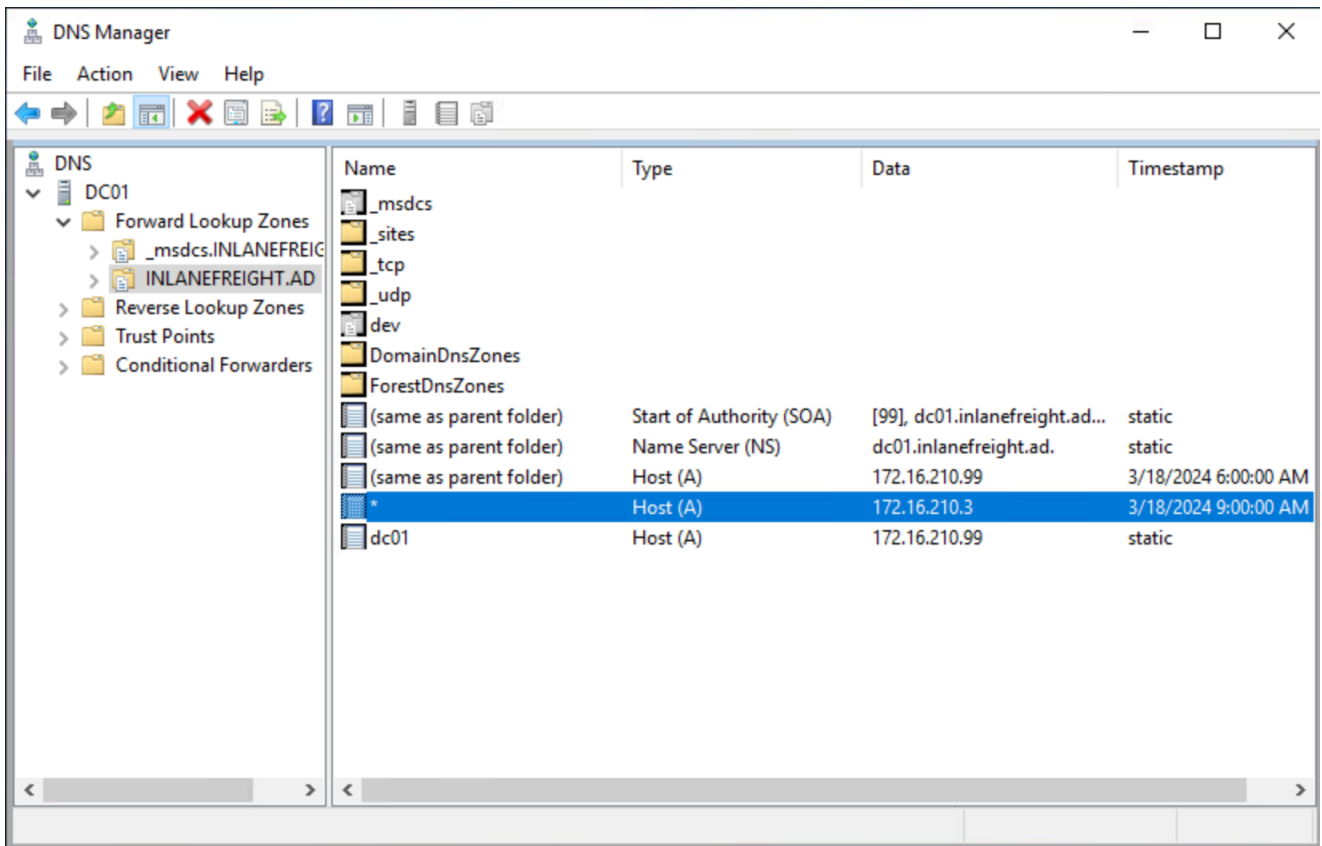 DNS Manager
File Action View Help
DNS
DC01
Forward Lookup Zones
_msdcs.INLANEFREIG
INLANEFREIGHT.AD
Reverse Lookup Zones
Trust Points
Conditional Forwarders
Name Type Data Timestamp
_msdcs
_sites
_tcp
_udp
dev
DomainDnsZones
ForestDnsZones
(same as parent folder) Start of Authority (SOA) [99], dc01.inlanefreight.ad... static
(same as parent folder) Name Server (NS) dc01.inlanefreight.ad. static
(same as parent folder) Host (A) 172.16.210.99 3/18/2024 6:00:00 AM
* Host (A) 172.16.210.3 3/18/2024 9:00:00 AM
dc01 Host (A) 172.16.210.99 static